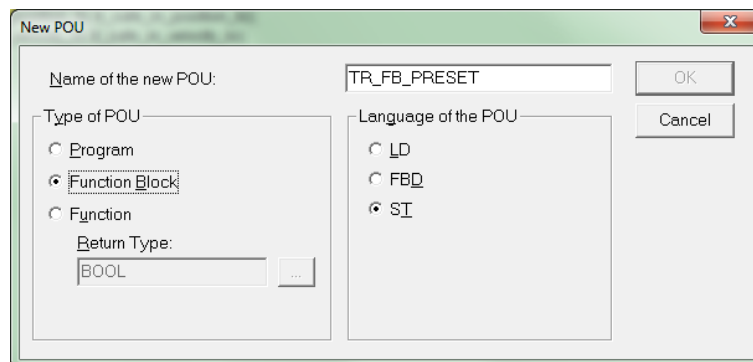 New POU
Name of the new POU:
TR_FB_PRESET
OK
Cancel
Type of POU
Program
Function Block
Function
Return Type:
BOOL
...
Language of the POU
LD
FBD
ST